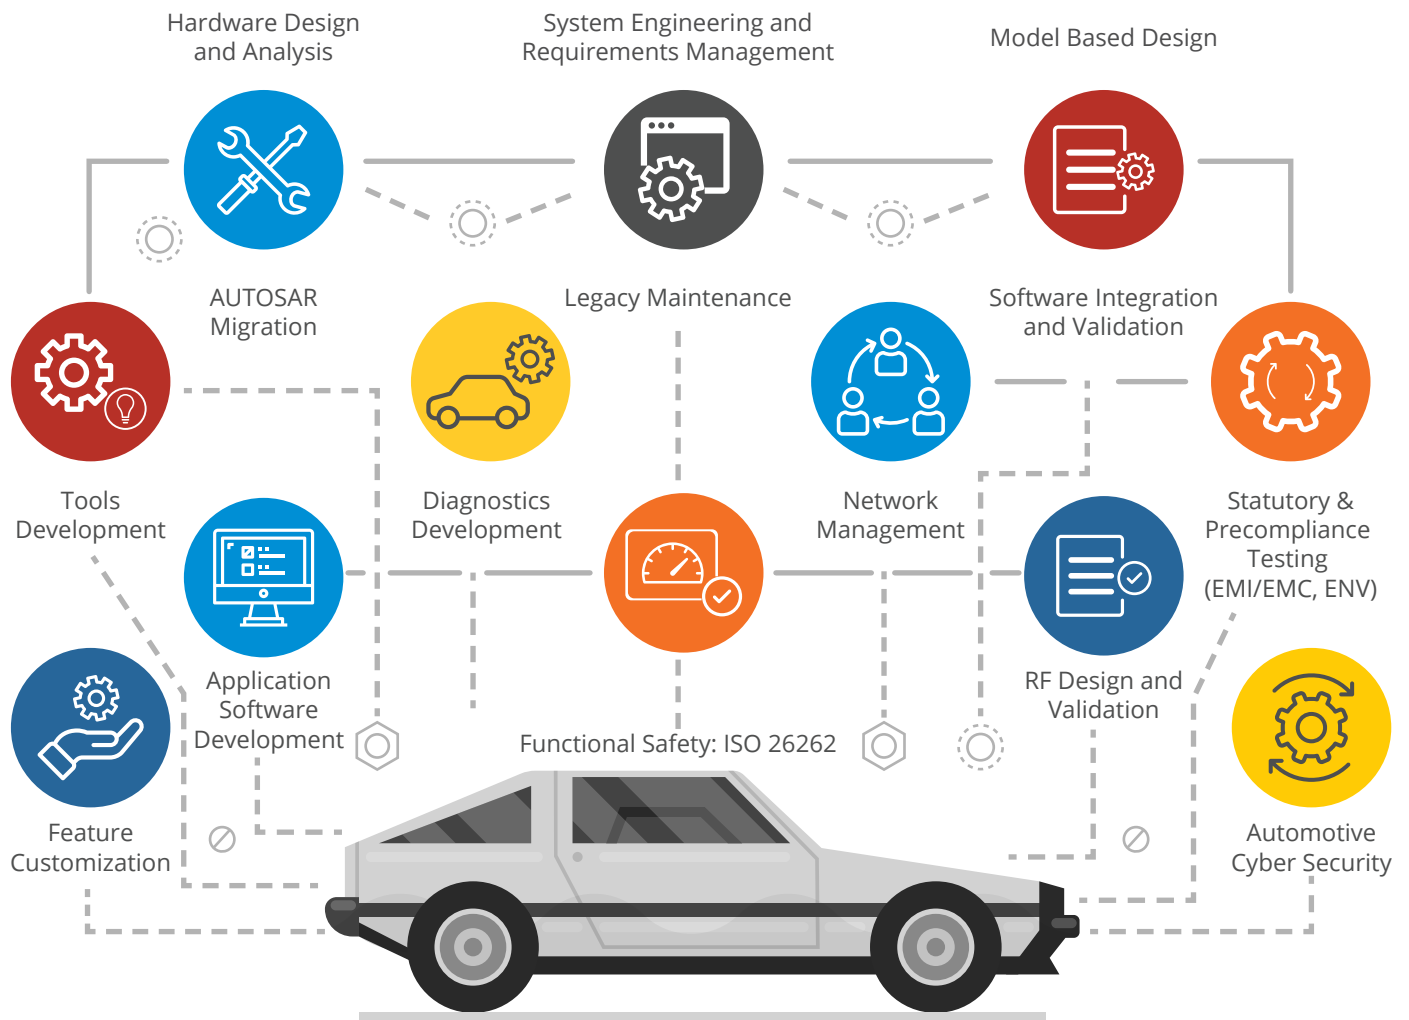 Hardware Design
and Analysis
System Engineering and
Requirements Management
Model Based Design
AUTOSAR
Migration
Legacy Maintenance
Software Integration
and Validation
Tools
Development
Diagnostics
Development
Network
Management
Statutory &
Precompliance
Testing
(EMI/EMC, ENV)
Application
Software
Development
RF Design and
Validation
Functional Safety: ISO 26262
Feature
Customization
Automotive
Cyber Security